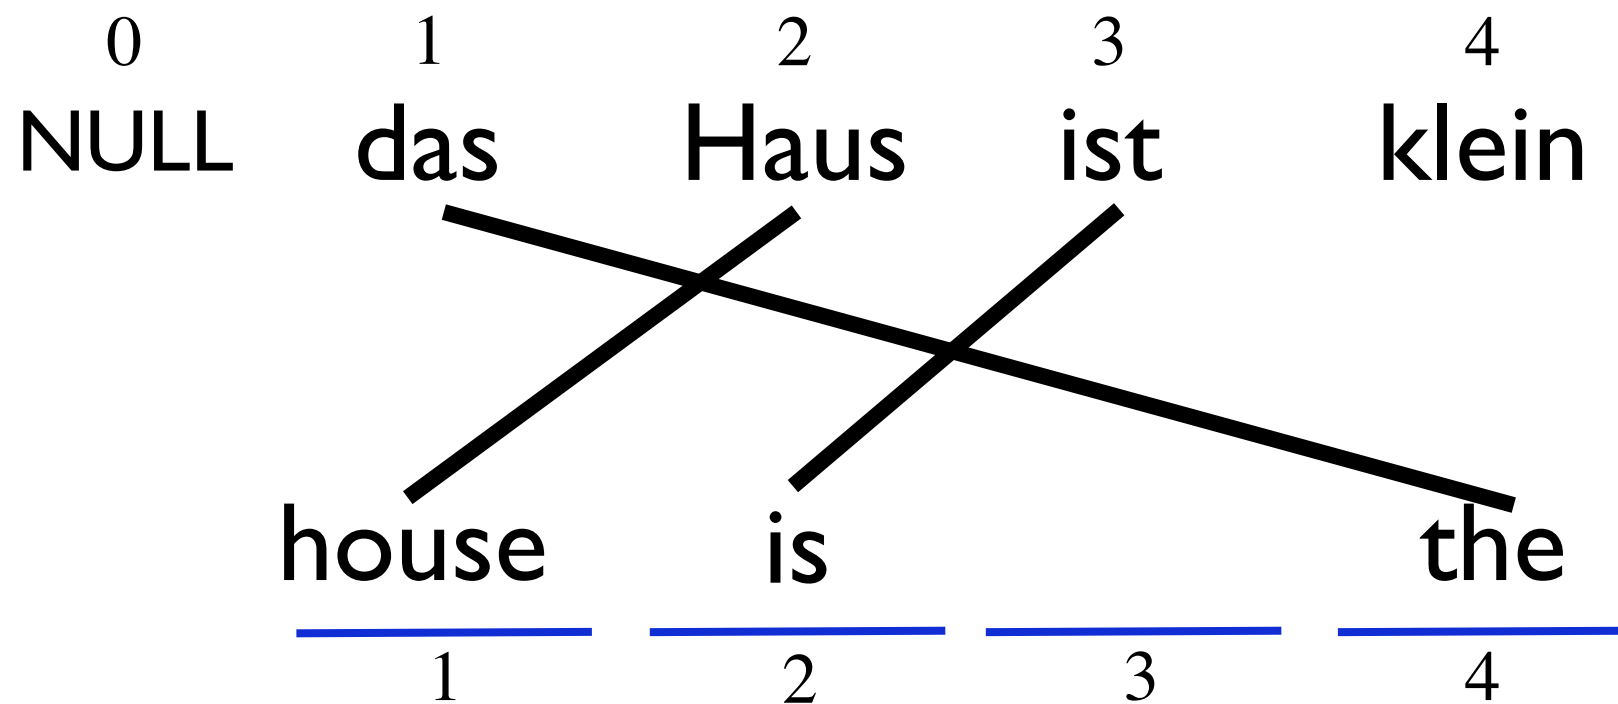 0 1 2 3 4
NULL das Haus ist klein
house is the
1 2 3 4